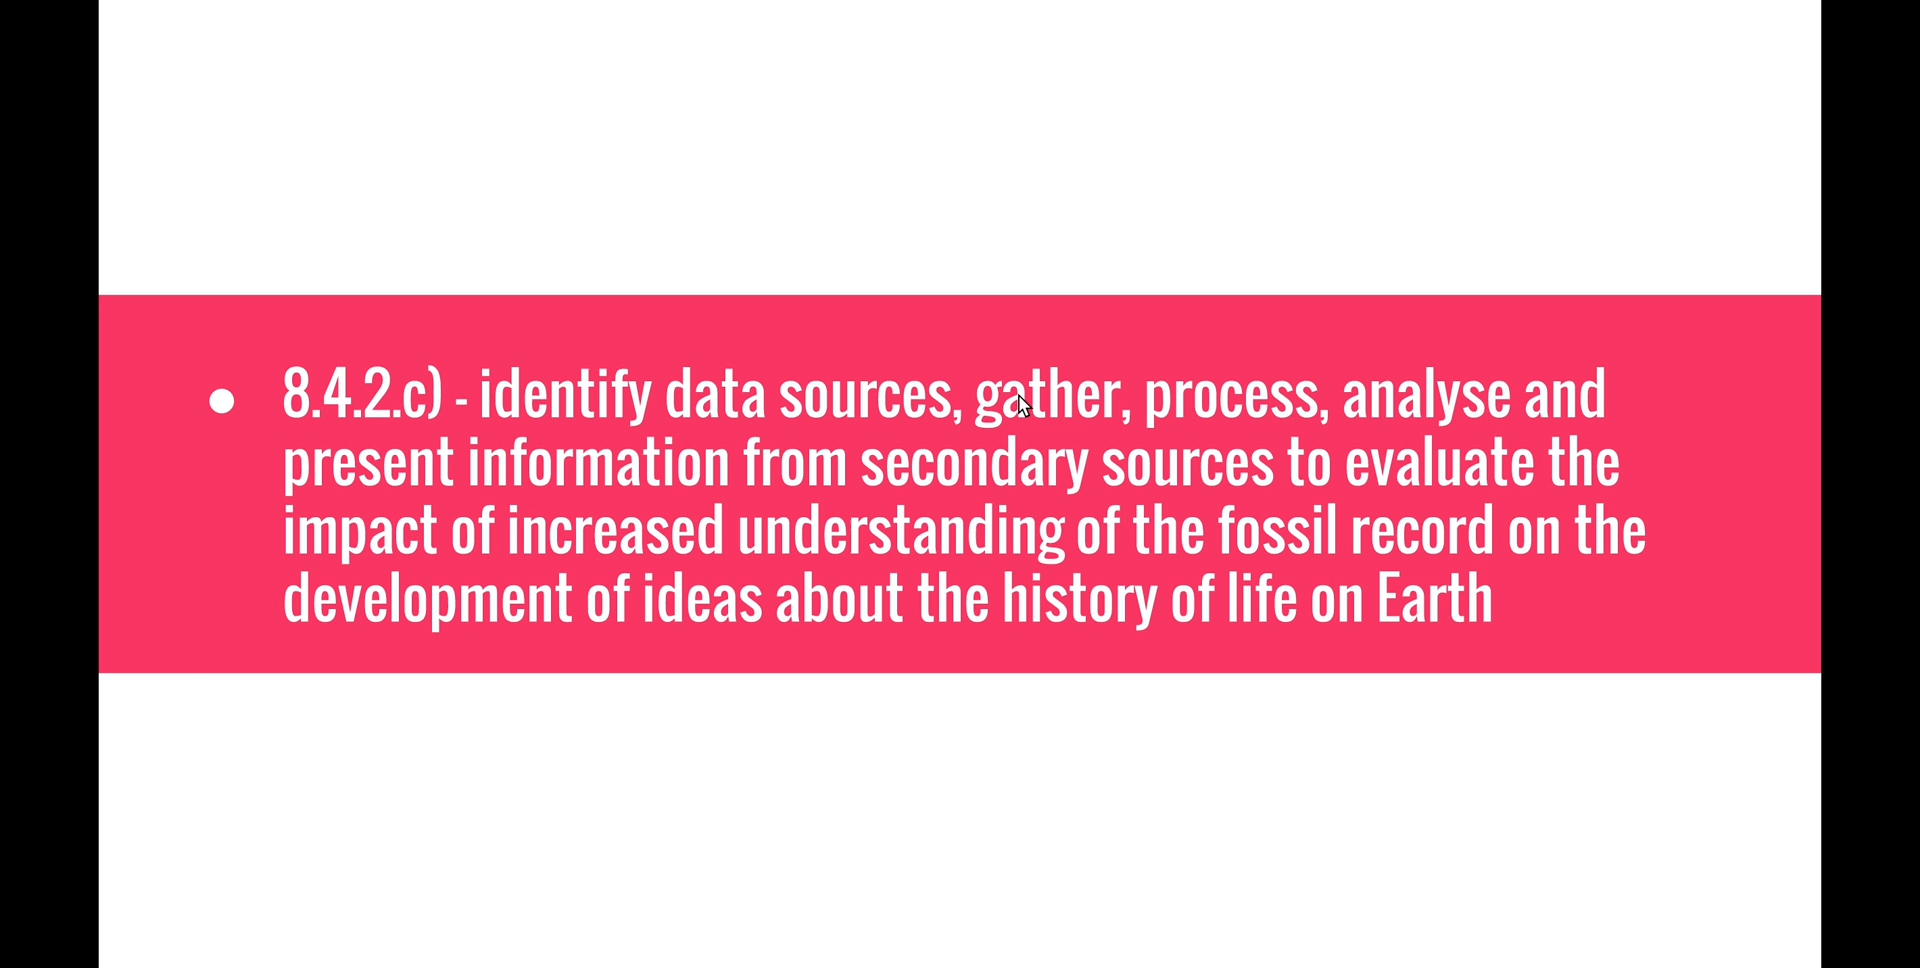 ● 8.4.2.c) - identify data sources, gather, process, analyse and
present information from secondary sources to evaluate the
impact of increased understanding of the fossil record on the
development of ideas about the history of life on Earth